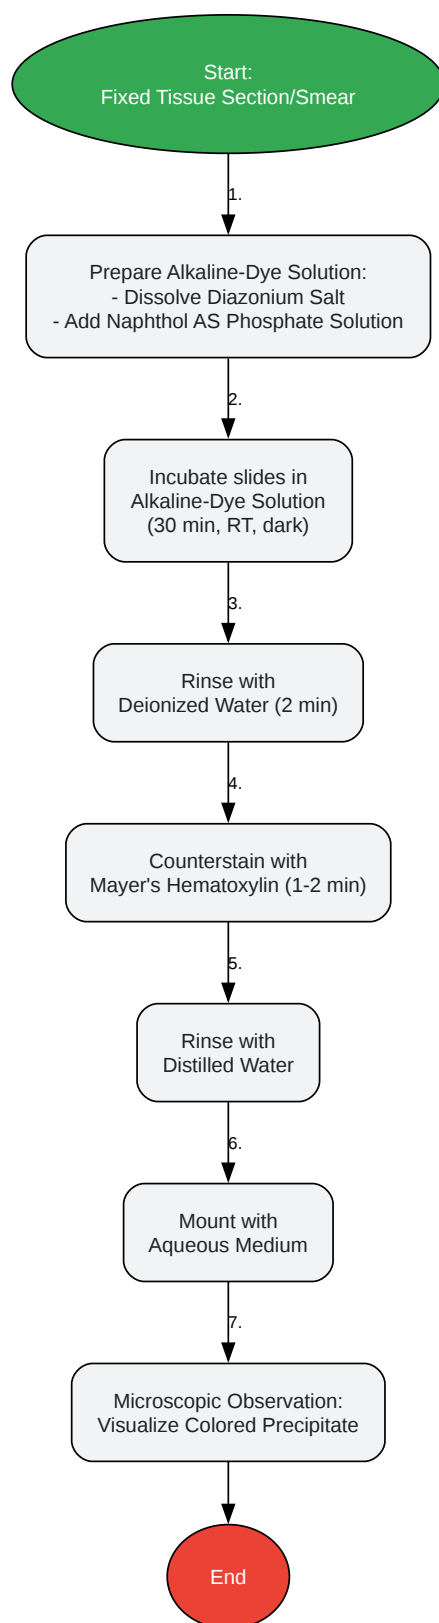 Start:
Fixed Tissue Section/Smear
1.
Prepare Alkaline-Dye Solution:
- Dissolve Diazonium Salt
- Add Naphthol AS Phosphate Solution
2.
Incubate slides in
Alkaline-Dye Solution
(30 min, RT, dark)
3.
Rinse with
Deionized Water (2 min)
4.
Counterstain with
Mayer's Hematoxylin (1-2 min)
5.
Rinse with
Distilled Water
6.
Mount with
Aqueous Medium
7.
Microscopic Observation:
Visualize Colored Precipitate
End